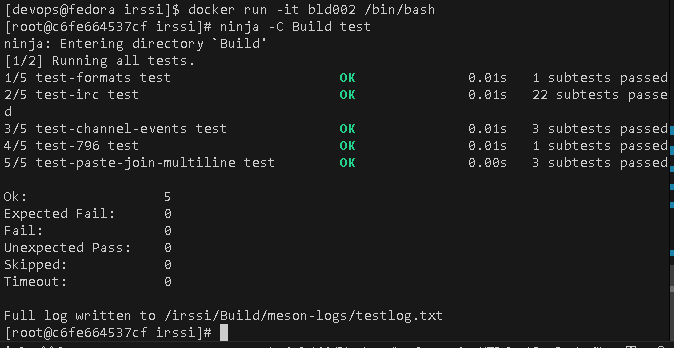 [devops@fedora irssi]$ docker run -it bld002 /bin/bash
[root@c6fe664537cf irssi]# ninja -C Build test
ninja: Entering directory `Build'
[1/2] Running all tests.
1/5 test-formats test OK 0.01s 1 subtests passed
2/5 test-irc test OK 0.01s 22 subtests passe
d
3/5 test-channel-events test OK 0.01s 3 subtests passed
4/5 test-796 test OK 0.01s 1 subtests passed
5/5 test-paste-join-multiline test OK 0.00s 3 subtests passed
Ok: 5
Expected Fail: 0
Fail: 0
Unexpected Pass: 0
Skipped: 0
Timeout: 0
Full log written to /irssi/Build/meson-logs/testlog.txt
[root@c6fe664537cf irssi]#